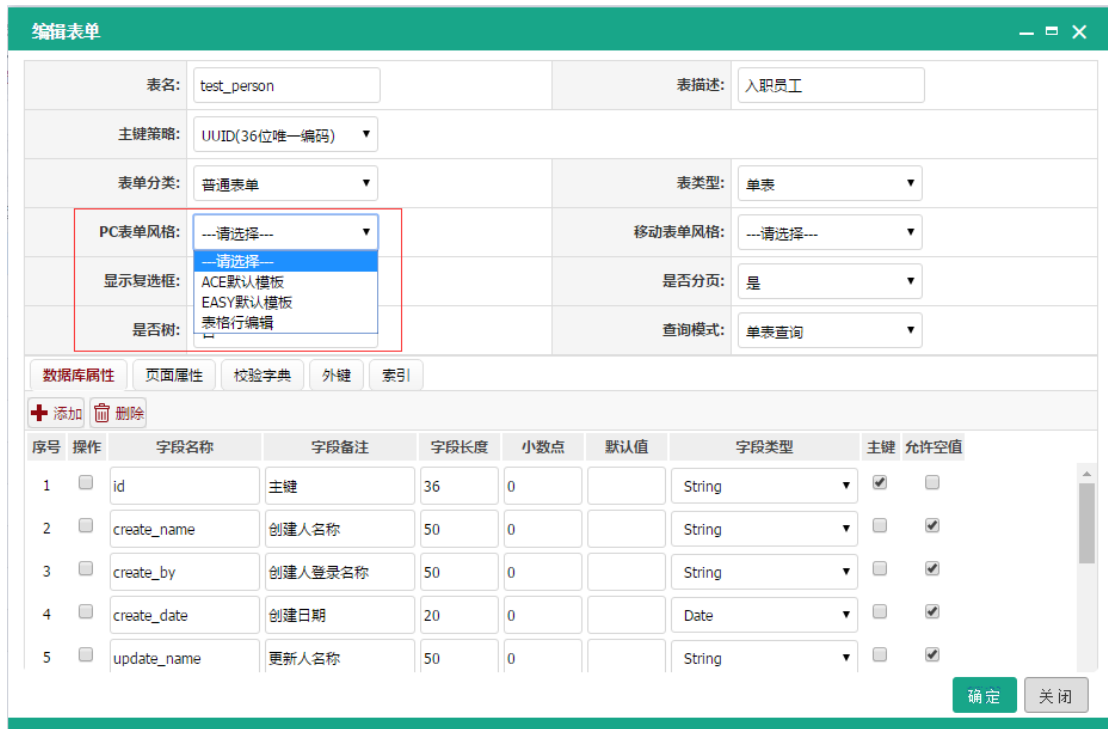 编辑表单
表名: test_person 表描述: 入职员工
主键策略: UUID(36位唯一编码)
表单分类: 普通表单 表类型: 单表
PC表单风格: ---请选择--- 移动表单风格: ---请选择---
---请选择---
显示复选框: ACE默认模板 是否分页: 是
EASY默认模板
是否树: 表格行编辑 查询模式: 单表查询
数据库属性 页面属性 校验字典 外键 索引
添加 删除
序号 操作 字段名称 字段备注 字段长度 小数点 默认值 字段类型 主键 允许空值
1 id 主键 36 0 String
2 create_name 创建人名称 50 0 String
3 create_by 创建人登录名称 50 0 String
4 create_date 创建日期 20 0 Date
5 update_name 更新人名称 50 0 String
确定 关闭